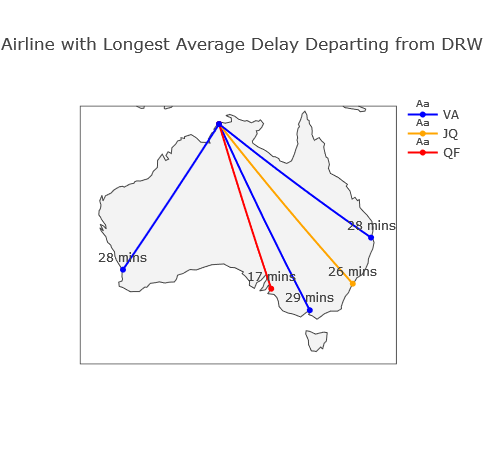 Airline with Longest Average Delay Departing from DRW
Aa
VA
Aa
JQ
Aa
QF
28 mins
28 mins
26 mins
17 mins
29 mins